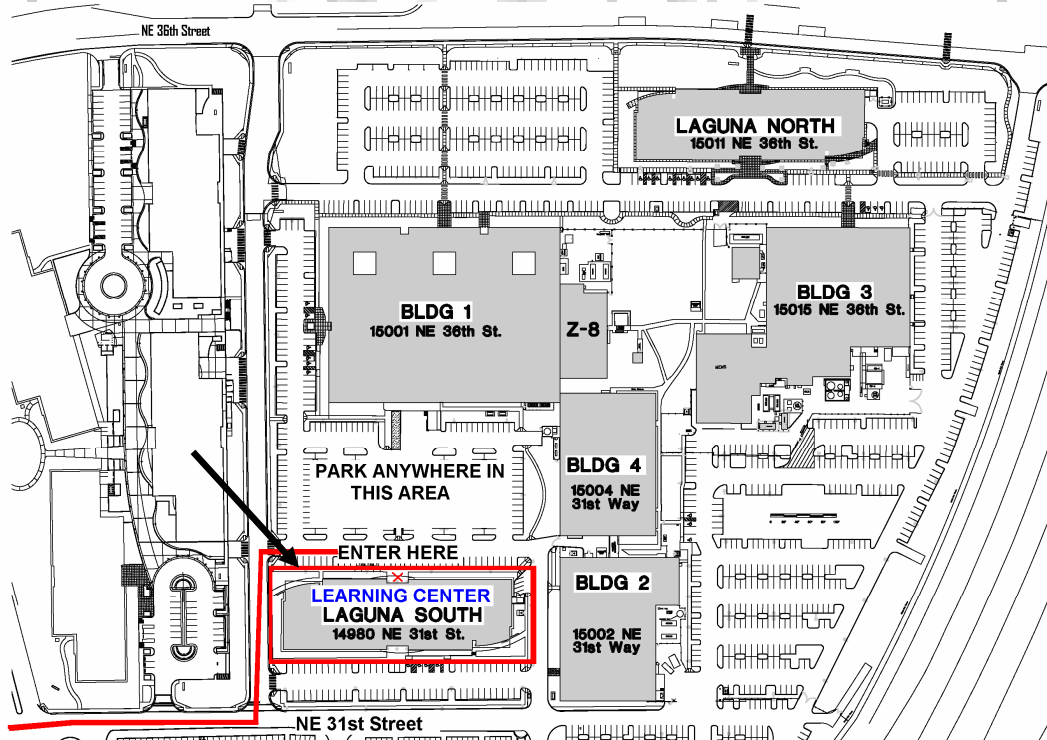 NE 36th Street
LAGUNA NORTH
15011 NE 36th St.
BLDG 1
15001 NE 36th St.
Z-8
BLDG 3
15015 NE 36th St.
PARK ANYWHERE IN
THIS AREA
BLDG 4
15004 NE
31st Way
ENTER HERE
LEARNING CENTER
LAGUNA SOUTH
14980 NE 31st St.
BLDG 2
15002 NE
31st Way
NE 31st Street